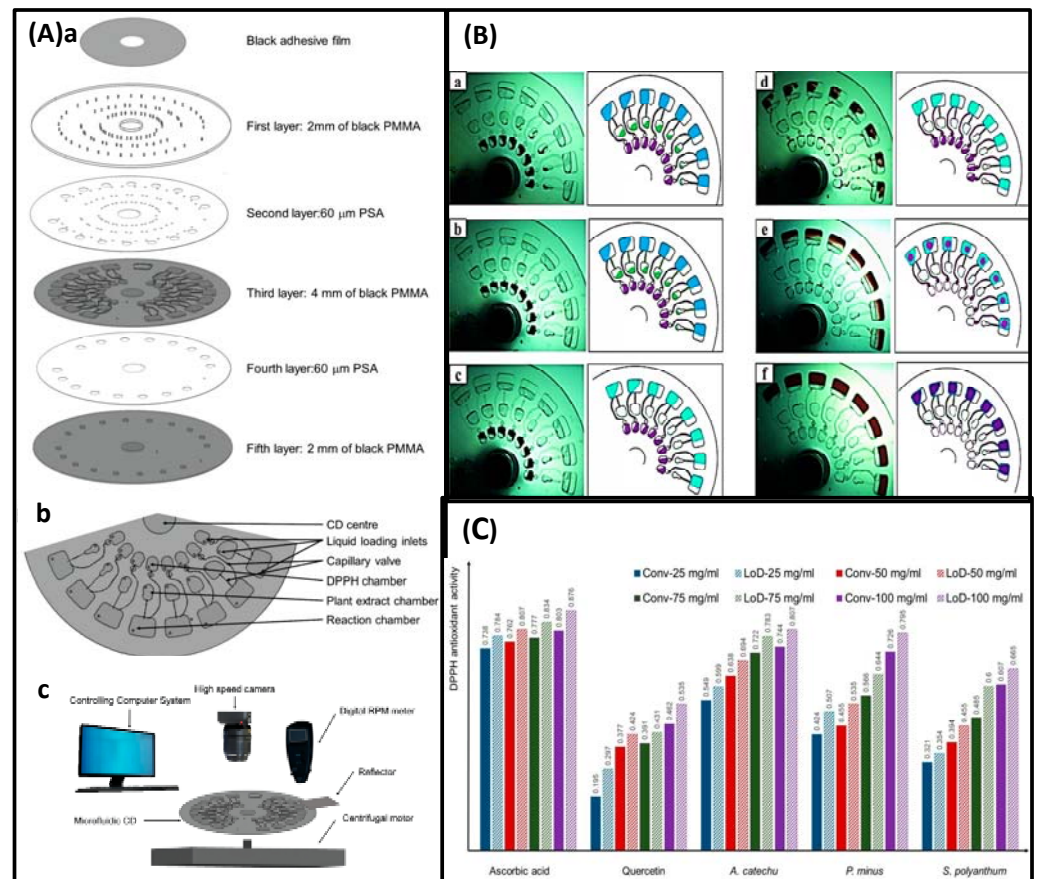 (A)a
Black adhesive film
First layer: 2mm of black PMMA
Second layer:60 μm PSA
Third layer: 4 mm of black PMMA
Fourth layer:60 μm PSA
Fifth layer: 2 mm of black PMMA
b
CD centre
Liquid loading inlets
Capillary valve
DPPH chamber
Plant extract chamber
Reaction chamber
c
Controlling Computer System
High speed camera
Digital RPM meter
Reflector
Microfluidic CD
Centrifugal motor
(B)
a
b
c
d
e
f
(C)
DPPH antioxidant activity
Conv-25 mg/ml LoD-25 mg/ml Conv-50 mg/ml LoD-50 mg/ml
Conv-75 mg/ml LoD-75 mg/ml Conv-100 mg/ml LoD-100 mg/ml
0.738 0.784 0.762 0.807 0.777 0.834 0.803 0.876
0.195 0.297 0.377 0.424 0.391 0.431 0.462 0.535
0.549 0.599 0.638 0.694 0.722 0.783 0.744 0.807
0.424 0.507 0.455 0.535 0.566 0.644 0.726 0.795
0.321 0.354 0.394 0.455 0.485 0.6 0.607 0.665
Ascorbic acid Quercetin A. catechu P. minus S. polyanthum